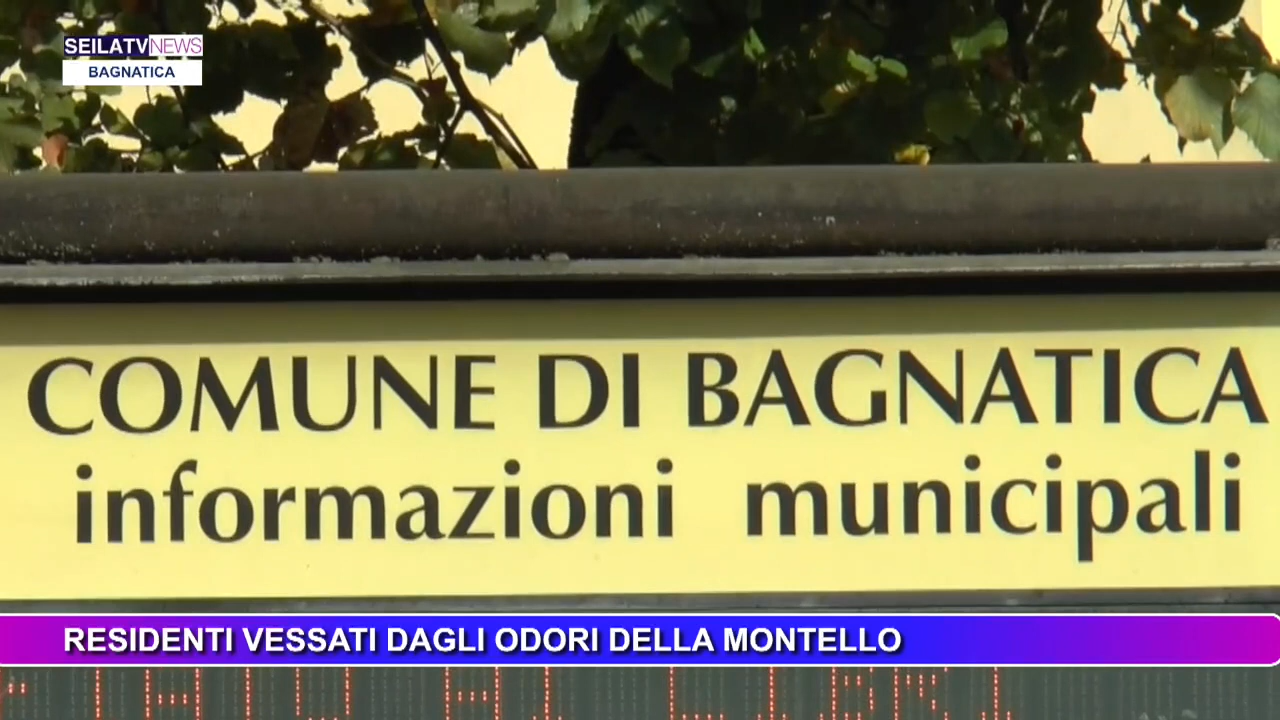 SEILATVNEWS
BAGNATICA
COMUNE DI BAGNATICA
informazioni municipali
RESIDENTI VESSATI DAGLI ODORI DELLA MONTELLO